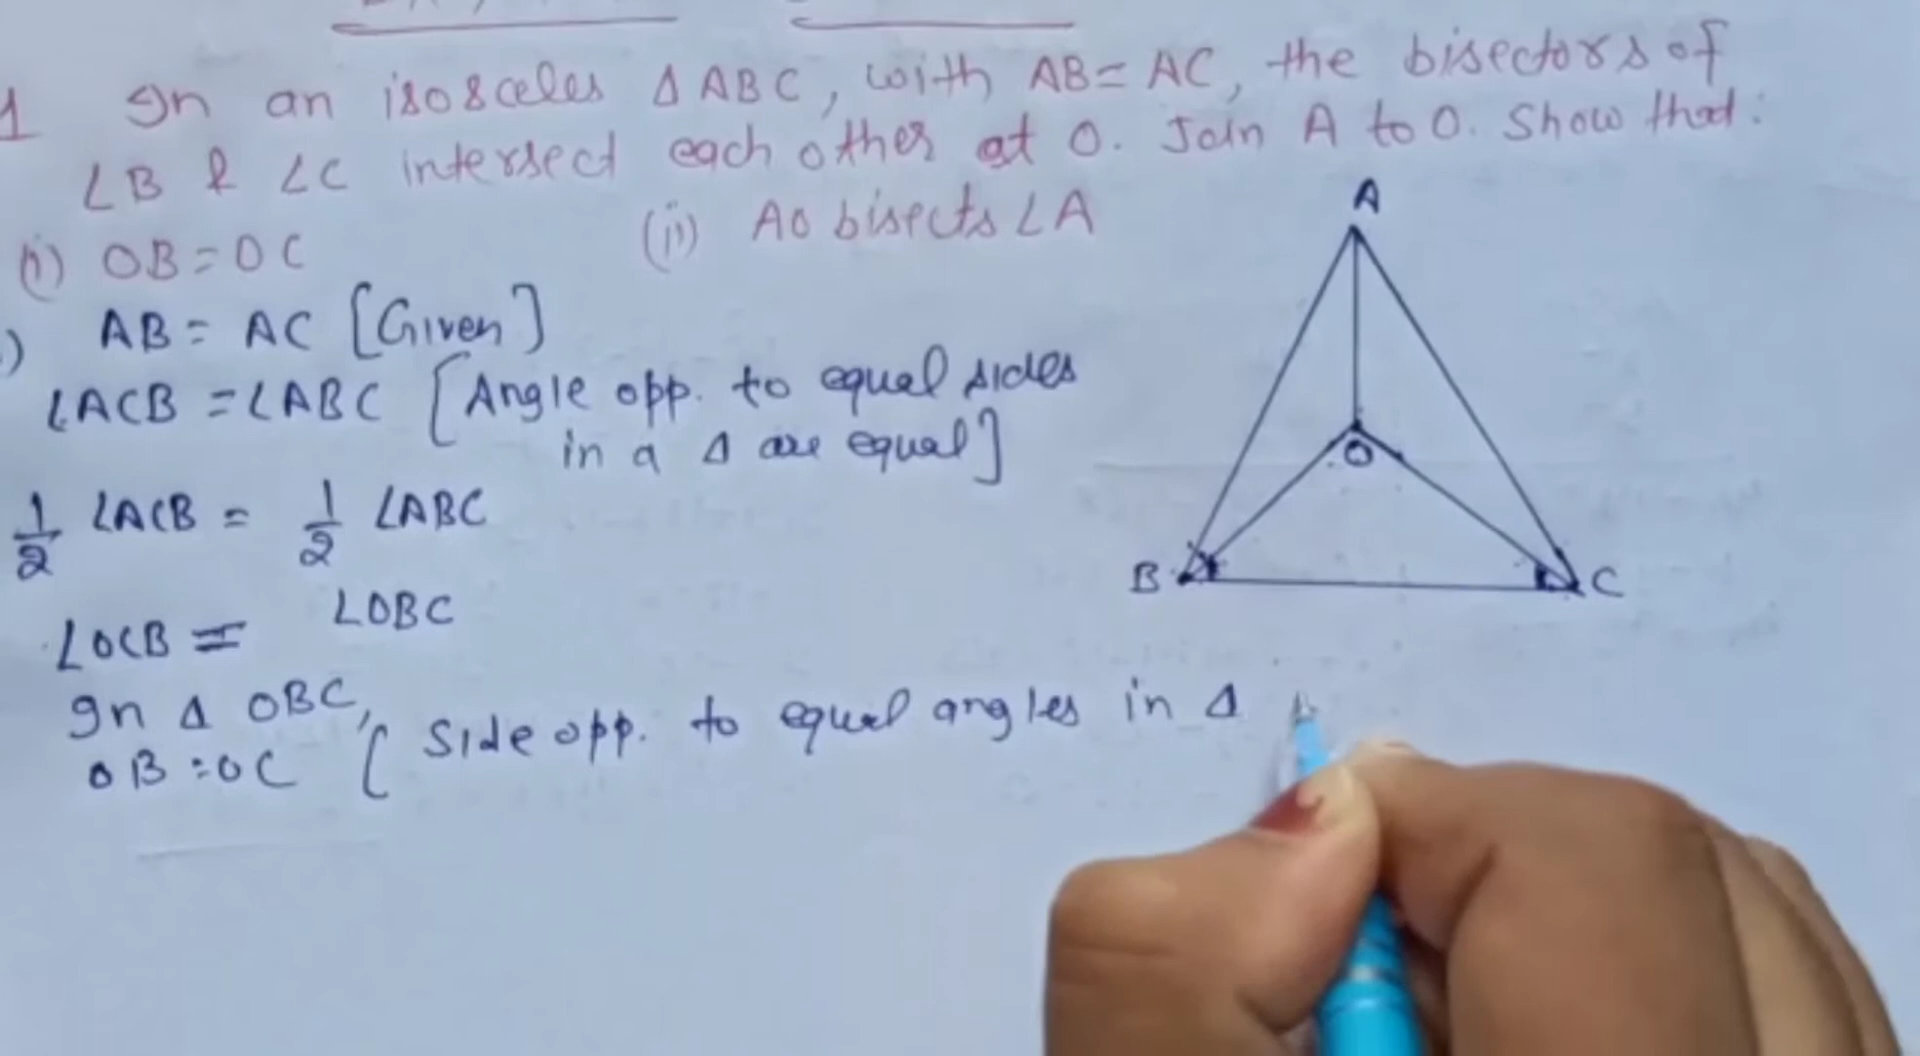 1 In an isosceles Δ ABC, with AB = AC, the bisectors of
∠B & ∠C intersect each other at O. Join A to O. Show that:
(i) OB = OC (ii) AO bisects ∠A
) AB = AC [Given]
∠ACB = ∠ABC [Angle opp. to equal sides
in a Δ are equal]
1/2 ∠ACB = 1/2 ∠ABC
∠OCB = ∠OBC
In Δ OBC,
OB = OC [ Side opp. to equal angles in Δ
A
O
B
C